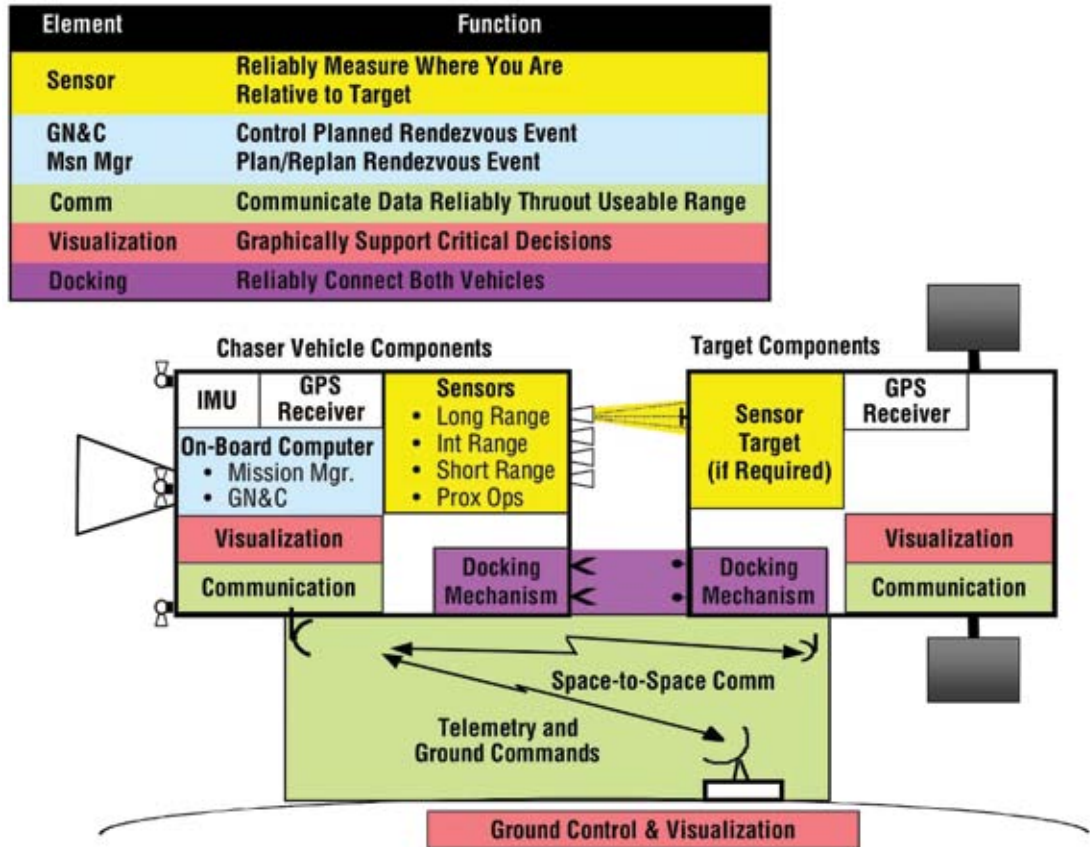 Element Function
Sensor Reliably Measure Where You Are
Relative to Target
GN&C Control Planned Rendezvous Event
Msn Mgr Plan/Replan Rendezvous Event
Comm Communicate Data Reliably Thruout Useable Range
Visualization Graphically Support Critical Decisions
Docking Reliably Connect Both Vehicles
Chaser Vehicle Components
IMU
GPS
Receiver
Sensors
• Long Range
• Int Range
• Short Range
• Prox Ops
On-Board Computer
• Mission Mgr.
• GN&C
Visualization
Communication
Docking
Mechanism
Target Components
Sensor
Target
(if Required)
GPS
Receiver
Docking
Mechanism
Visualization
Communication
Space-to-Space Comm
Telemetry and
Ground Commands
Ground Control & Visualization